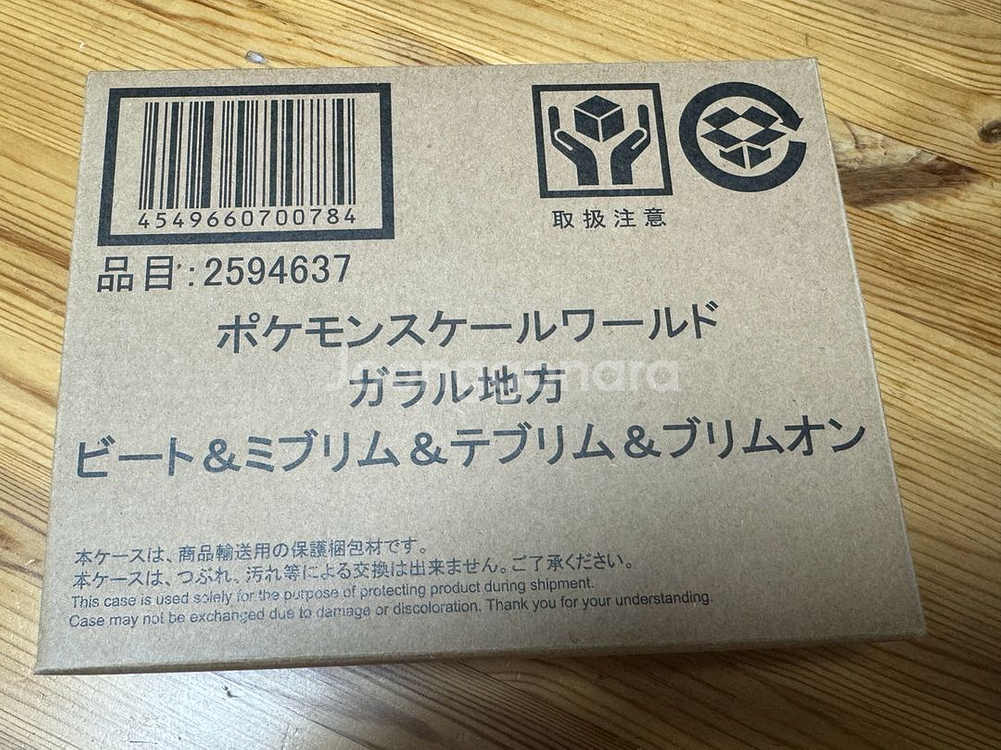 4549660700784
取扱注意
品目:2594637
ポケモンスケールワールド
ガラル地方
ビート&ミブリム&テブリム&ブリムオン
本ケースは、商品輸送用の保護梱包材です。
本ケースは、つぶれ、汚れ等による交換は出来ません。ご了承ください。
This case is used solely for the purpose of protecting product during shipment.
Case may not be exchanged due to damage or discoloration. Thank you for your understanding.
Joonggonara